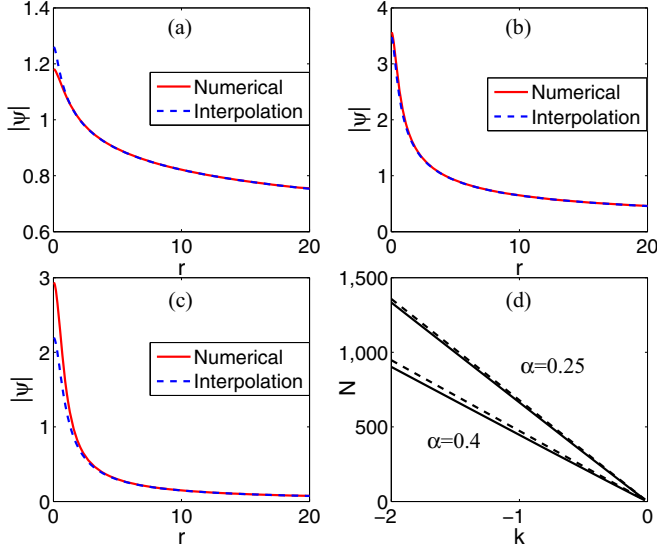 (a)
1.4
1.2
1
0.8
0.6
|ψ|
Numerical
Interpolation
0
10
20
r
(b)
4
3
2
1
0
|ψ|
Numerical
Interpolation
0
10
20
r
(c)
3
2
1
0
|ψ|
Numerical
Interpolation
0
10
20
r
(d)
1,500
1,000
500
0
N
α=0.25
α=0.4
−2
−1
0
k